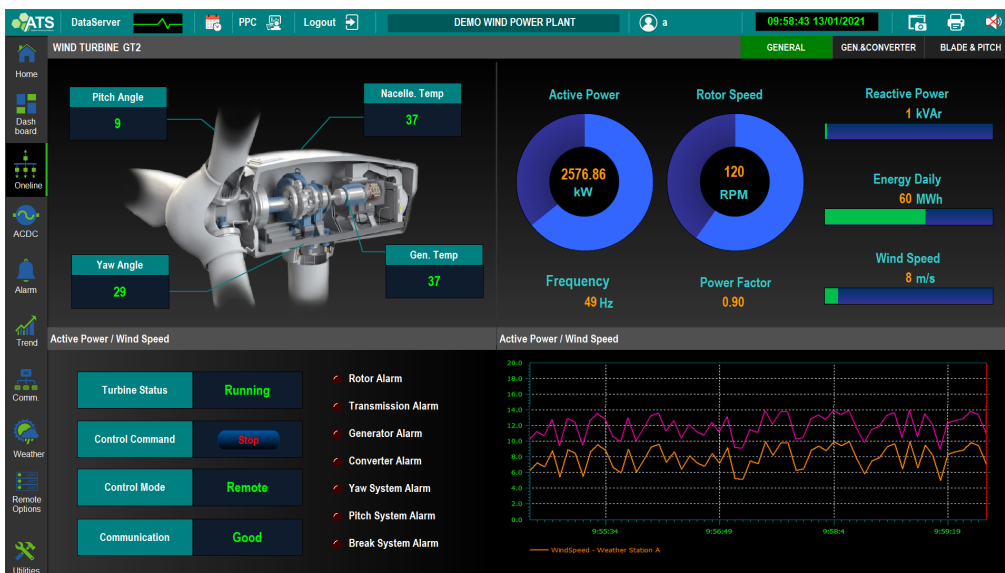 ATS DataServer PPC Logout DEMO WIND POWER PLANT a 09:58:43 13/01/2021
WIND TURBINE GT2 GENERAL GEN.&CONVERTER BLADE & PITCH
Home
Dash
board
Oneline
ACDC
Alarm
Trend
Comm.
Weather
Remote
Options
Utilities
Pitch Angle
9
Nacelle. Temp
37
Yaw Angle
29
Gen. Temp
37
Active Power
2576.86
kW
Rotor Speed
120
RPM
Reactive Power
1 kVAr
Energy Daily
60 MWh
Wind Speed
8 m/s
Frequency
49 Hz
Power Factor
0.90
Active Power / Wind Speed
Turbine Status Running
Control Command Stop
Control Mode Remote
Communication Good
Rotor Alarm
Transmission Alarm
Generator Alarm
Converter Alarm
Yaw System Alarm
Pitch System Alarm
Break System Alarm
Active Power / Wind Speed
20.0
18.0
16.0
14.0
12.0
10.0
8.0
6.0
4.0
2.0
0.0
9:55:34 9:56:49 9:58:4 9:59:19
WindSpeed - Weather Station A